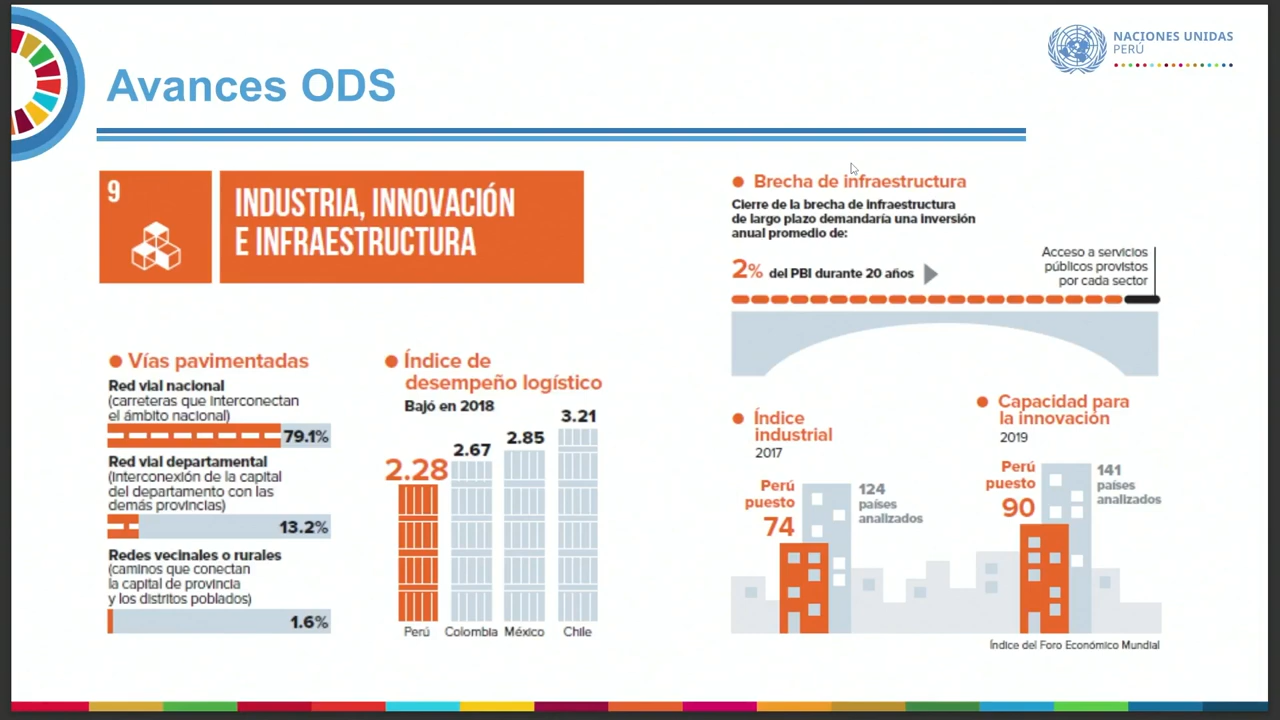 NACIONES UNIDAS
PERÚ
Avances ODS
9
INDUSTRIA, INNOVACIÓN
E INFRAESTRUCTURA
Vías pavimentadas
Red vial nacional
(carreteras que interconectan
el ámbito nacional)
79.1%
Red vial departamental
(interconexión de la capital
del departamento con las
demás provincias)
13.2%
Redes vecinales o rurales
(caminos que conectan
la capital de provincia
y los distritos poblados)
1.6%
Índice de
desempeño logístico
Bajó en 2018
2.28
2.67
2.85
3.21
Perú
Colombia
México
Chile
Brecha de infraestructura
Cierre de la brecha de infraestructura
de largo plazo demandaría una inversión
anual promedio de:
2% del PBI durante 20 años
Acceso a servicios
públicos provistos
por cada sector
Índice
industrial
2017
Perú
puesto
74
124
países
analizados
Capacidad para
la innovación
2019
Perú
puesto
90
141
países
analizados
Índice del Foro Económico Mundial